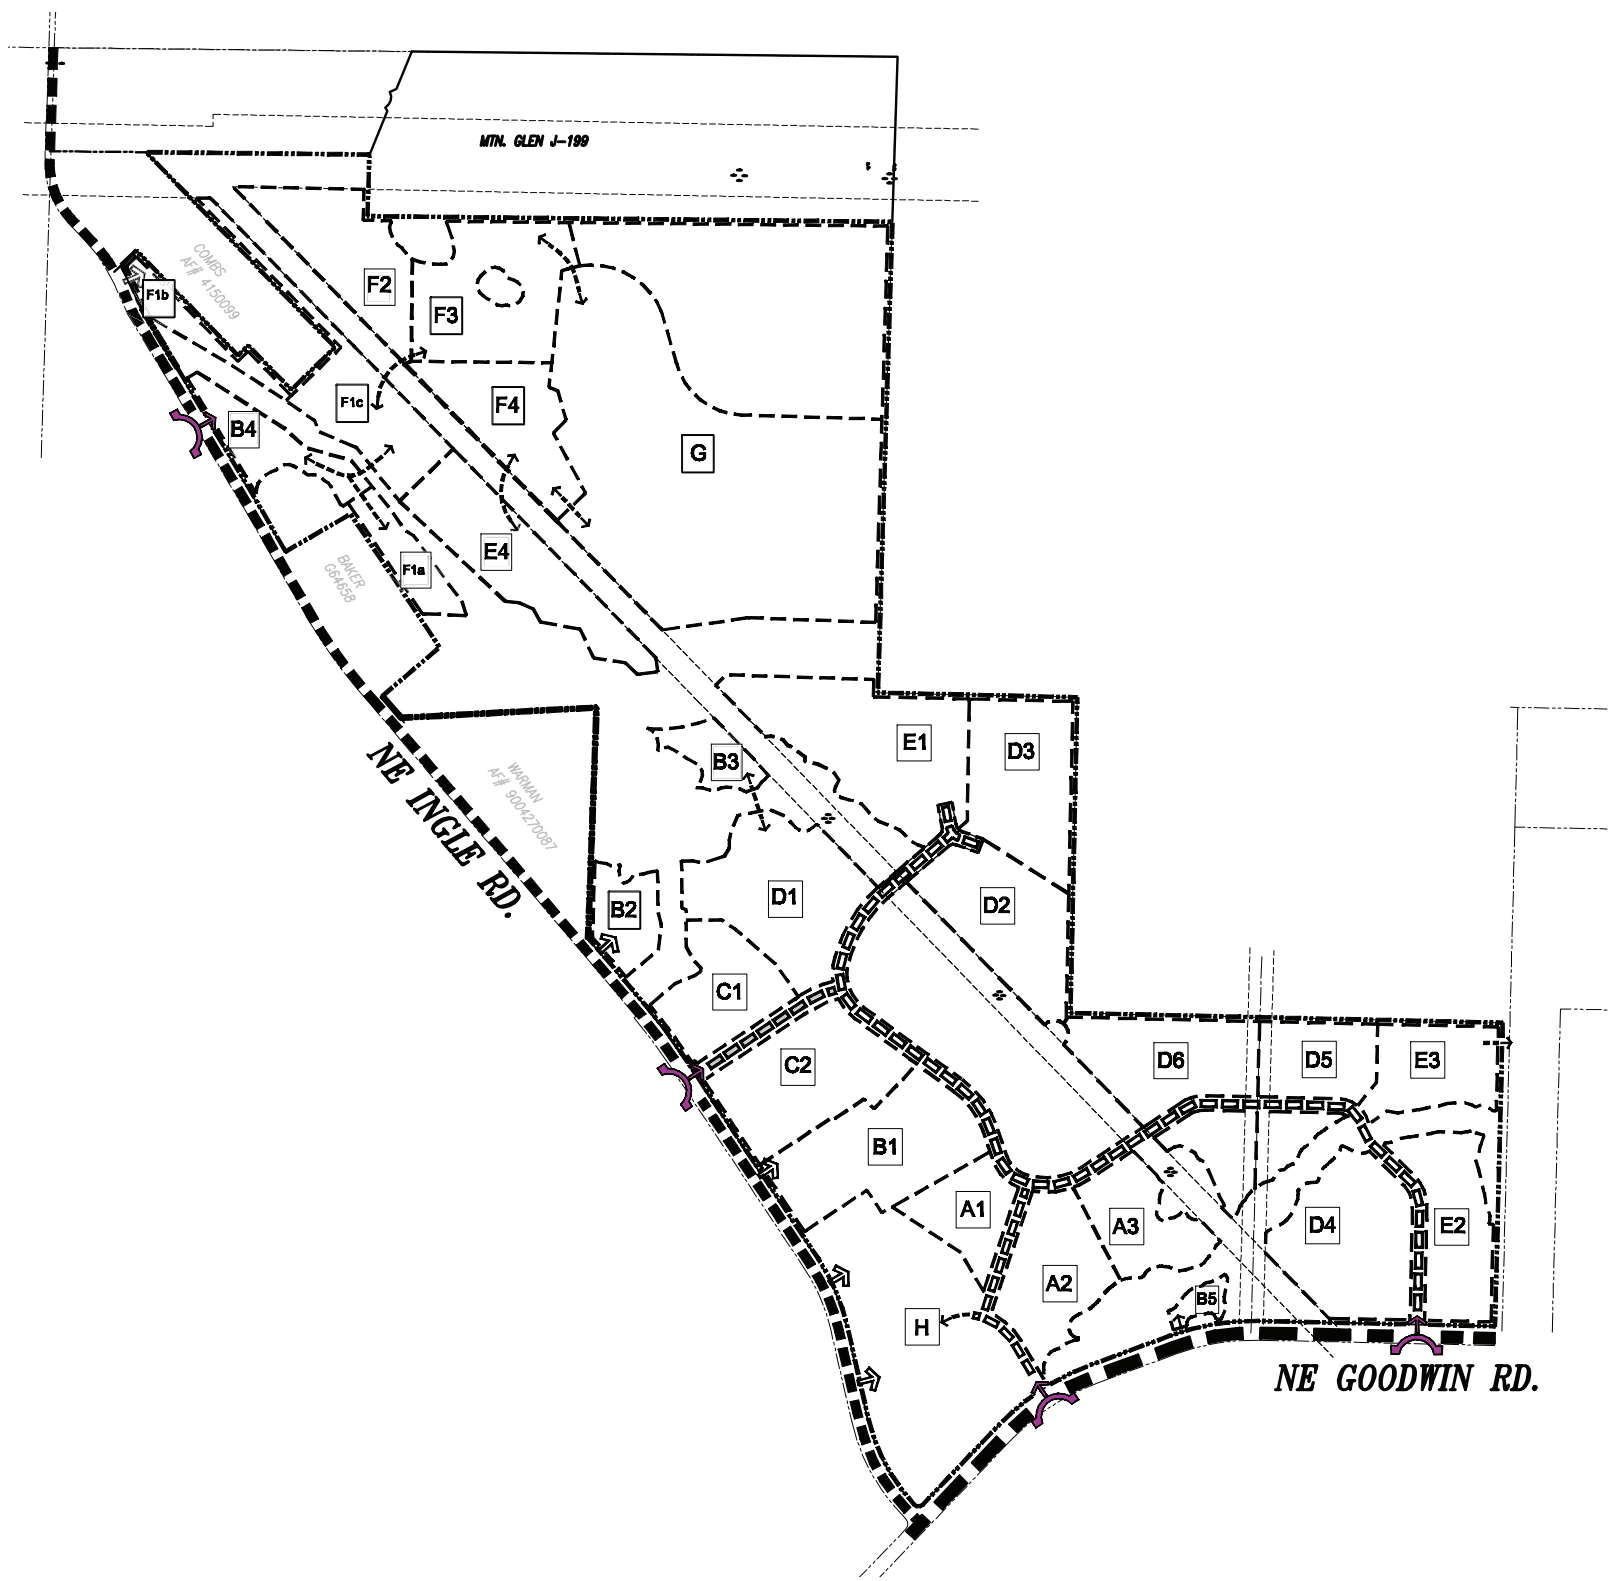 MTN. GLEN J-199
COMBS
AF# 4150099
F1b
F2
F3
F1c
F4
B4
G
E4
F1a
BAKER
G64658
E1
D3
B3
NE INGLE RD.
WARMAN
AF# 9004270087
D1
D2
B2
C1
C2
D6
D5
E3
B1
A1
A3
D4
E2
A2
B5
H
NE GOODWIN RD.